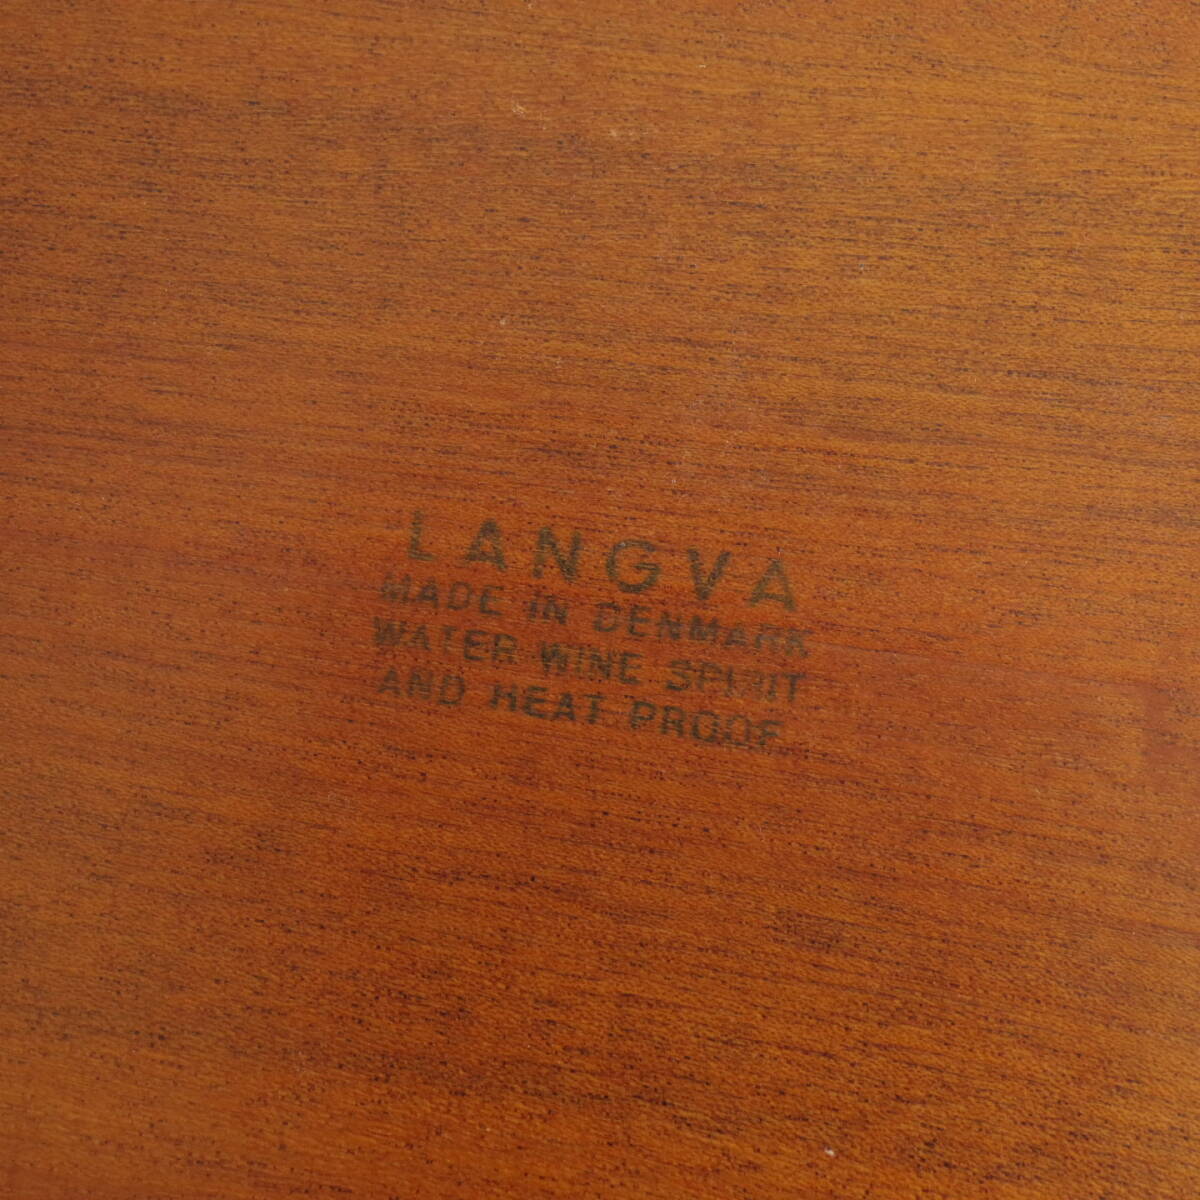 LANGVA
MADE IN DENMARK
WATER WINE SPIRIT
AND HEAT PROOF